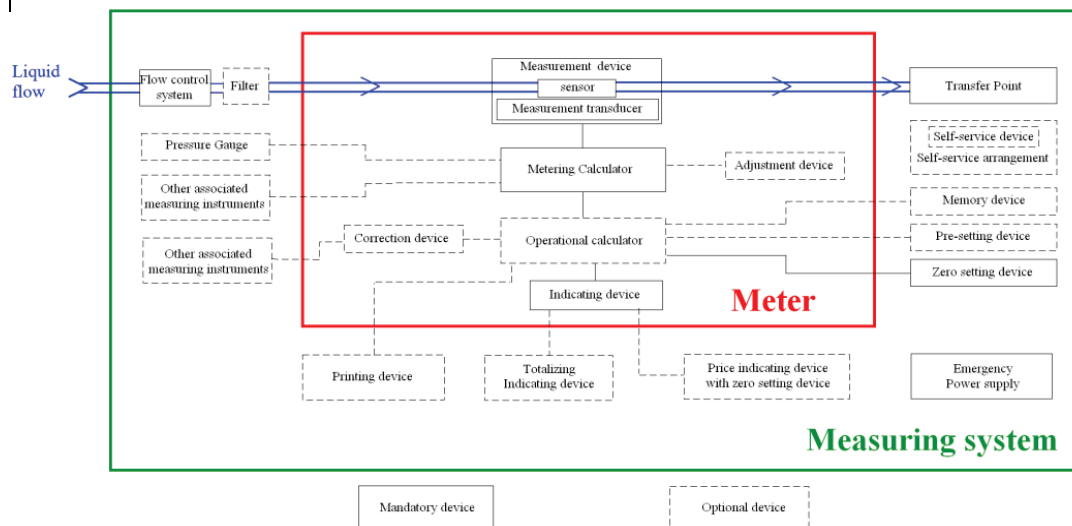 Liquid
flow
Flow control
system
Filter
Measurement device
sensor
Measurement transducer
Transfer Point
Pressure Gauge
Metering Calculator
Adjustment device
Self-service device
Self-service arrangement
Other associated
measuring instruments
Memory device
Correction device
Operational calculator
Pre-setting device
Other associated
measuring instruments
Zero setting device
Indicating device
Meter
Printing device
Totalizing
Indicating device
Price indicating device
with zero setting device
Emergency
Power supply
Measuring system
Mandatory device
Optional device